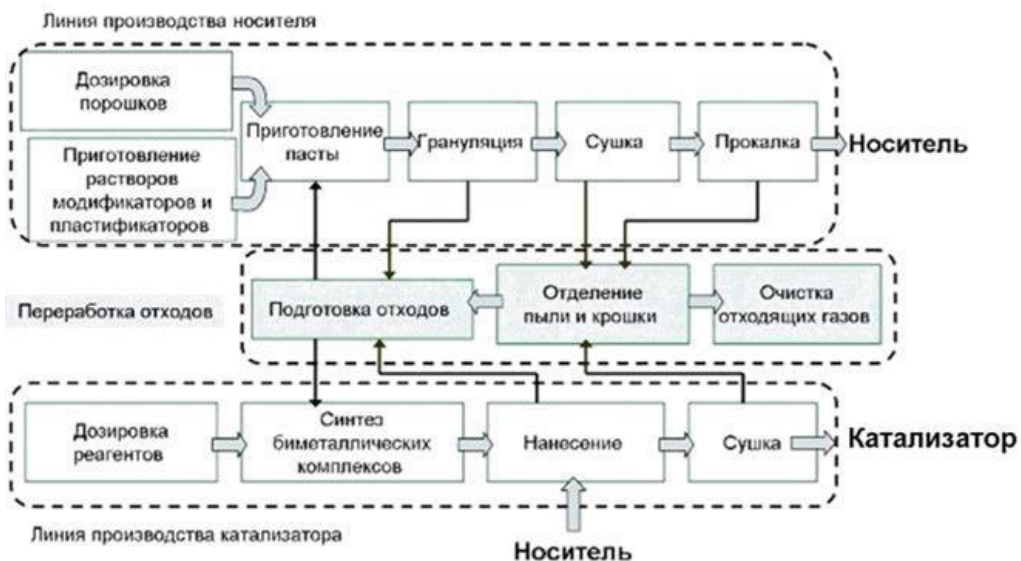 Линия производства носителя
Дозировка
порошков
Приготовление
растворов
модификаторов и
пластификаторов
Приготовление
пасты
Грануляция
Сушка
Прокалка
Носитель
Переработка отходов
Подготовка отходов
Отделение
пыли и крошки
Очистка
отходящих газов
Дозировка
реагентов
Синтез
биметаллических
комплексов
Нанесение
Сушка
Катализатор
Линия производства катализатора
Носитель